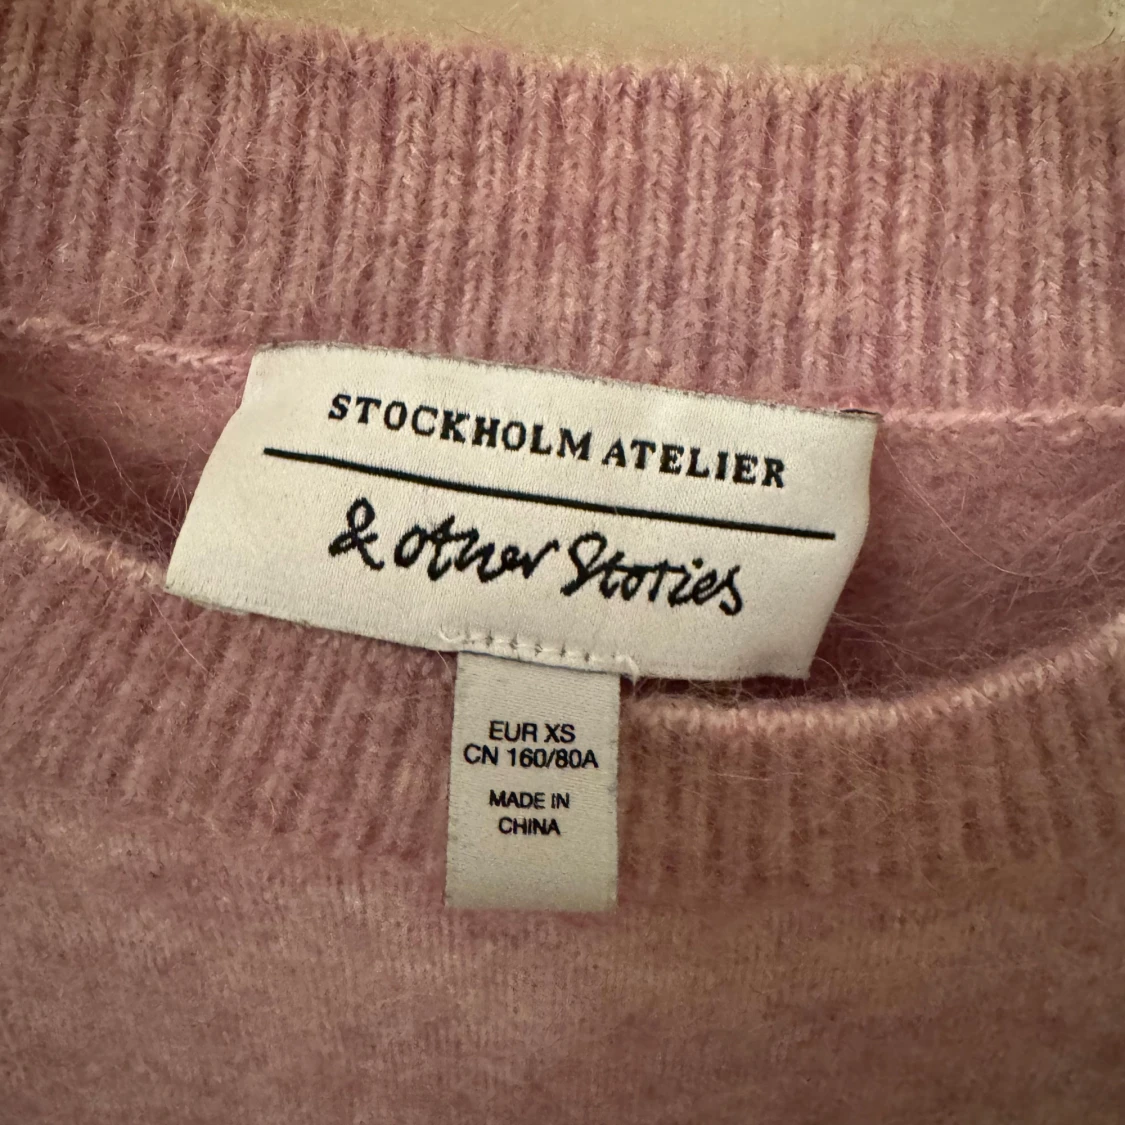 STOCKHOLM ATELIER
& other Stories
EUR XS
CN 160/80A
MADE IN
CHINA